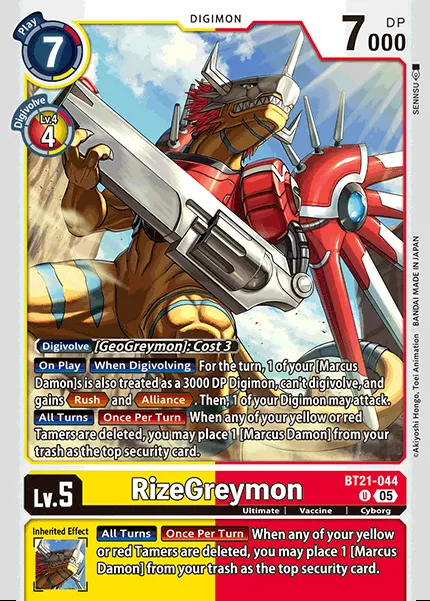 DIGIMON
Play
7
7000
DP
Digivolve
Lv.4
4
SENNSU
©Akiyoshi Hongo, Toei Animation BANDAI MADE IN JAPAN
Digivolve [GeoGreymon]: Cost 3
On Play When Digivolving For the turn, 1 of your [Marcus
Damon]s is also treated as a 3000 DP Digimon, can't digivolve, and
gains Rush and Alliance . Then, 1 of your Digimon may attack.
All Turns Once Per Turn When any of your yellow or red
Tamers are deleted, you may place 1 [Marcus Damon] from your
trash as the top security card.
Lv.5
RizeGreymon
BT21-044
U 05
Ultimate | Vaccine | Cyborg
Inherited Effect
All Turns Once Per Turn When any of your yellow
or red Tamers are deleted, you may place 1 [Marcus
Damon] from your trash as the top security card.